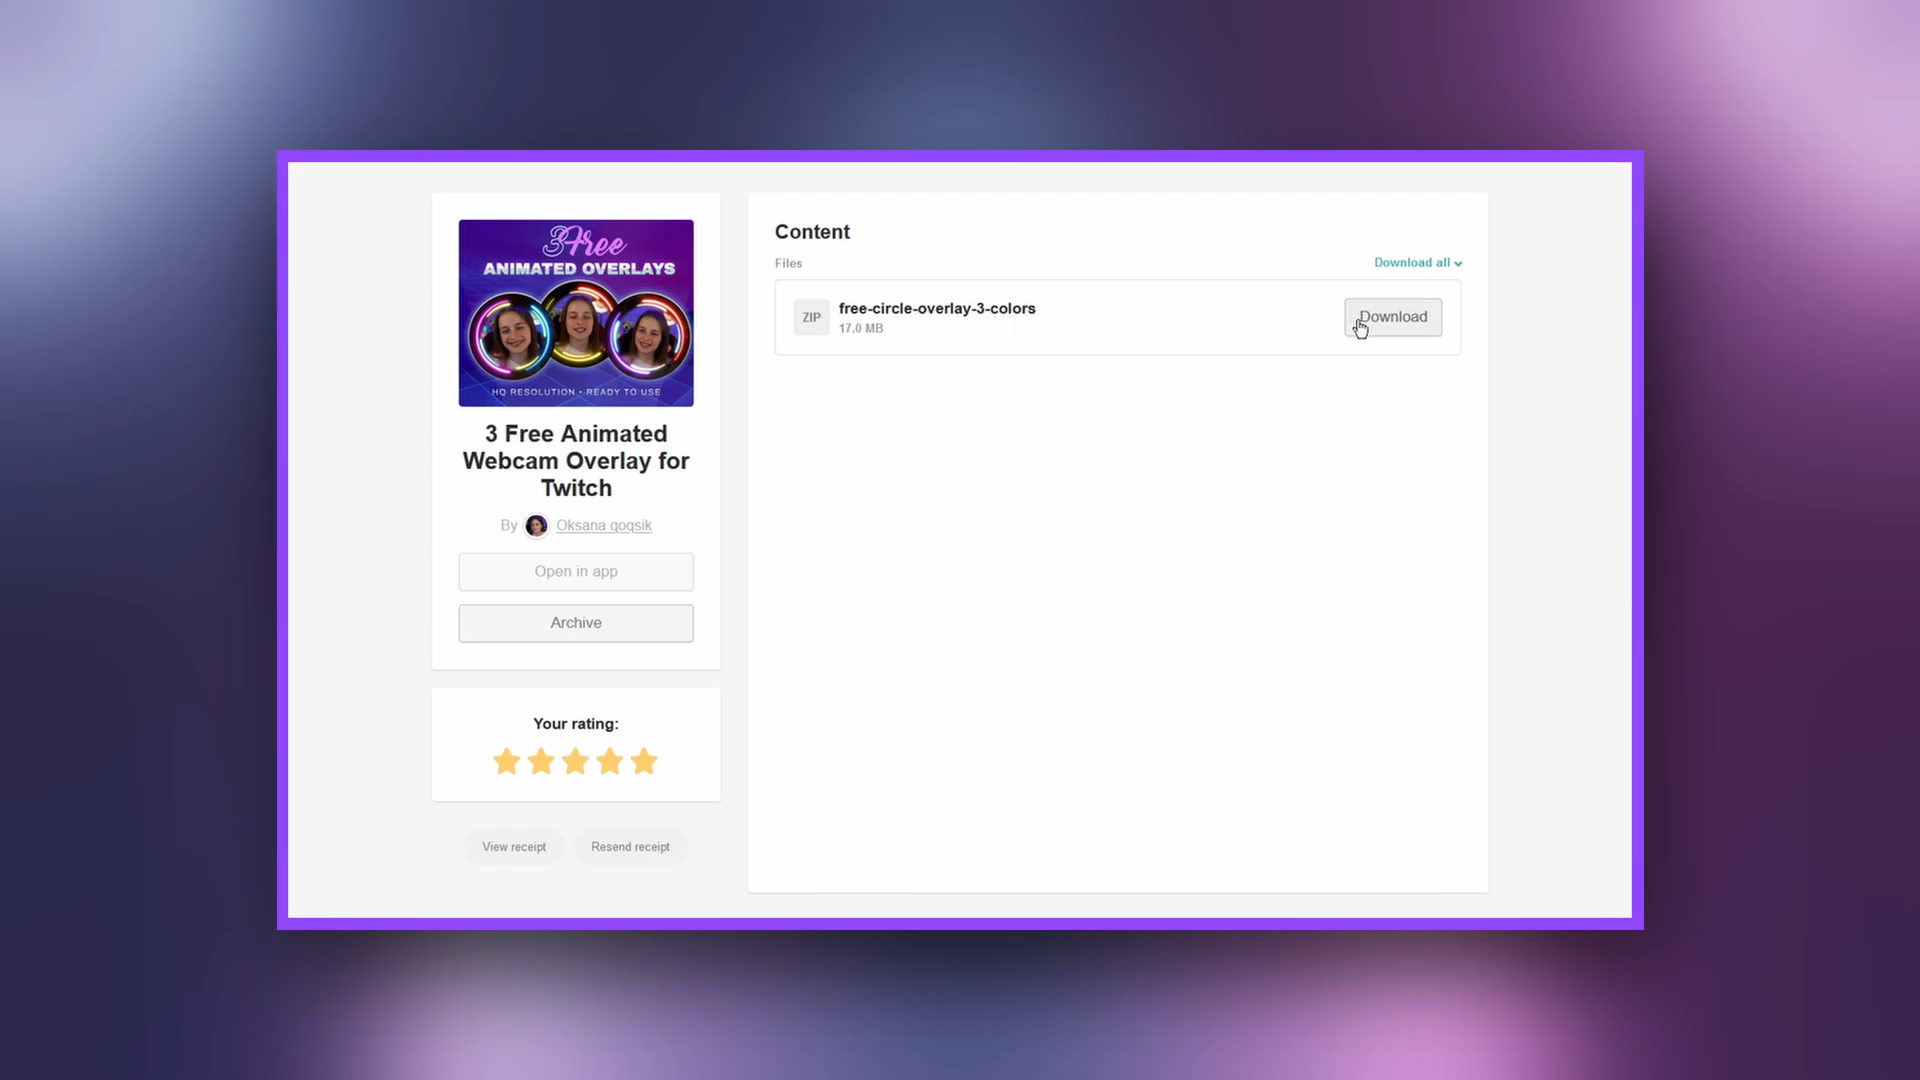 3 Free
ANIMATED OVERLAYS
HQ RESOLUTION • READY TO USE
3 Free Animated
Webcam Overlay for
Twitch
By Oksana qoqsik
Open in app
Archive
Your rating:
View receipt
Resend receipt
Content
Files
Download all
ZIP
free-circle-overlay-3-colors
17.0 MB
Download